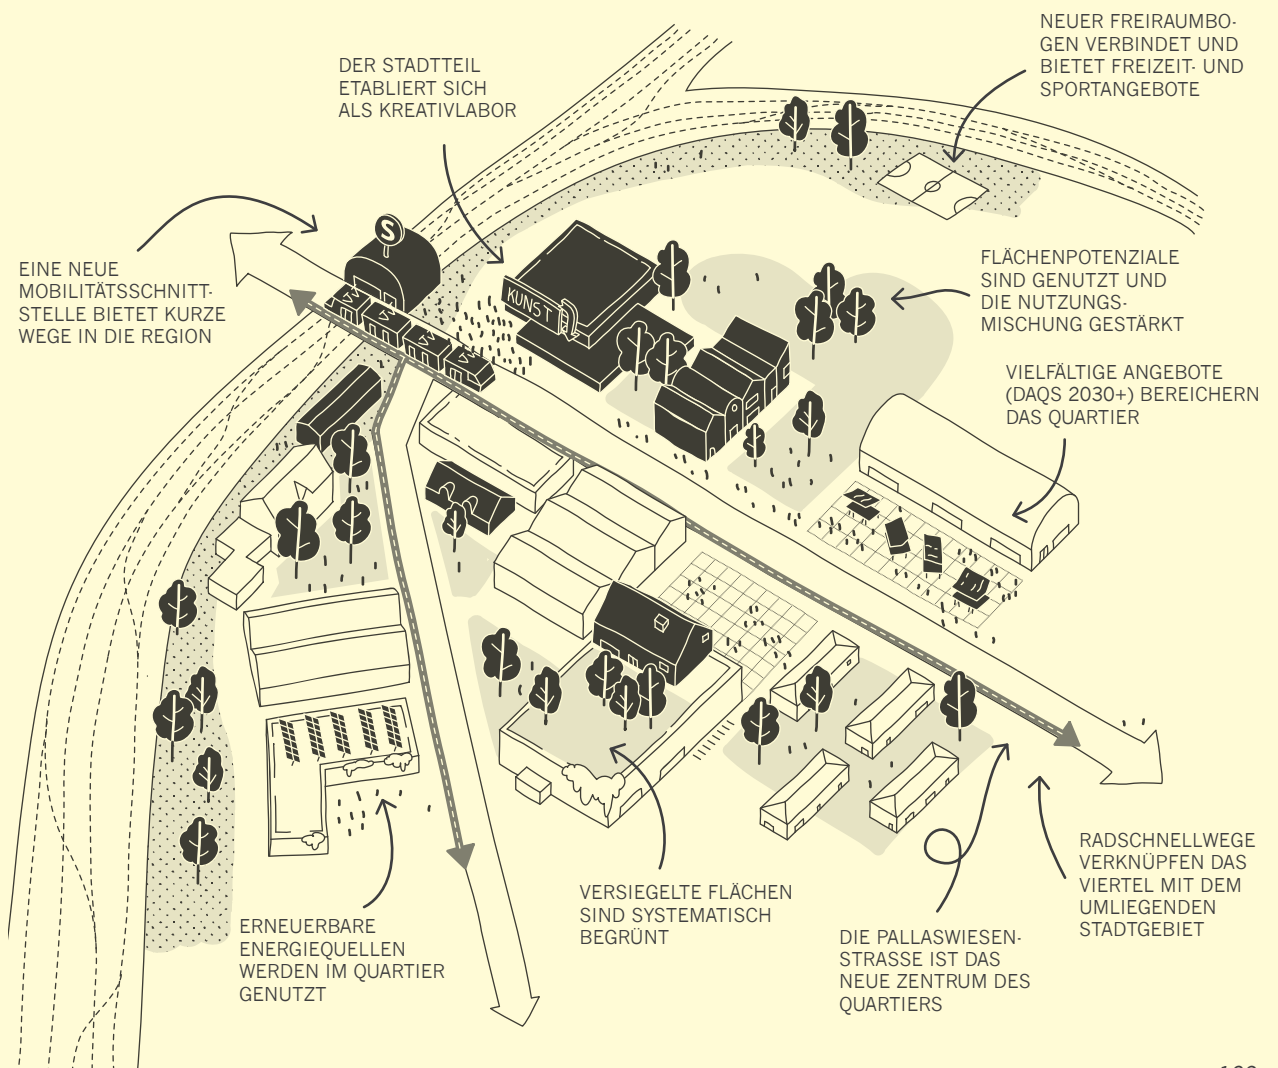 NEUER FREIRAUMBO-
GEN VERBINDET UND
BIETET FREIZEIT- UND
SPORTANGEBOTE
DER STADTTEIL
ETABLIERT SICH
ALS KREATIVLABOR
S
EINE NEUE
MOBILITÄTSSCHNITT-
STELLE BIETET KURZE
WEGE IN DIE REGION
KUNST
FLÄCHENPOTENZIALE
SIND GENUTZT UND
DIE NUTZUNGS-
MISCHUNG GESTÄRKT
VIELFÄLTIGE ANGEBOTE
(DAQS 2030+) BEREICHERN
DAS QUARTIER
RADSCHNELLWEGE
VERKNÜPFEN DAS
VIERTEL MIT DEM
UMLIEGENDEN
STADTGEBIET
VERSIEGELTE FLÄCHEN
SIND SYSTEMATISCH
BEGRÜNT
ERNEUERBARE
ENERGIEQUELLEN
WERDEN IM QUARTIER
GENUTZT
DIE PALLASWIESEN-
STRASSE IST DAS
NEUE ZENTRUM DES
QUARTIERS